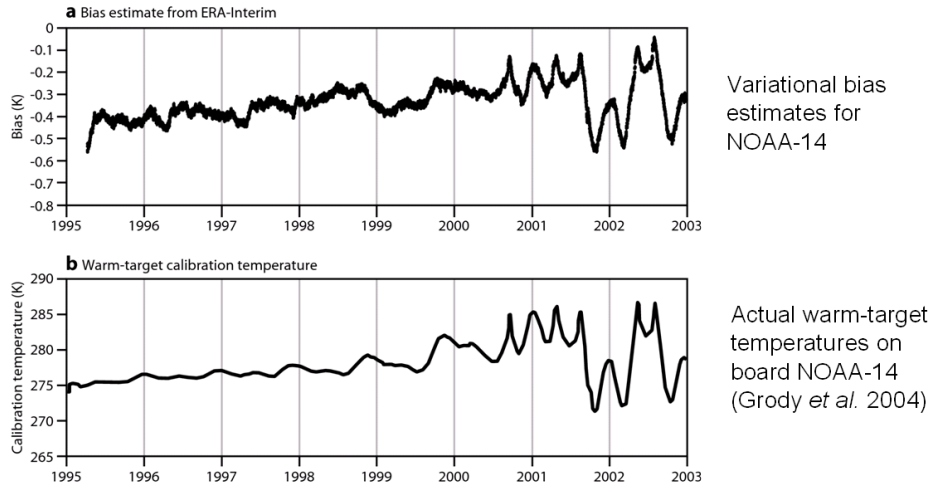 a Bias estimate from ERA-Interim
Bias (K)
0
-0.1
-0.2
-0.3
-0.4
-0.5
-0.6
-0.7
-0.8
1995 1996 1997 1998 1999 2000 2001 2002 2003
Variational bias
estimates for
NOAA-14
b Warm-target calibration temperature
Calibration temperature (K)
290
285
280
275
270
265
1995 1996 1997 1998 1999 2000 2001 2002 2003
Actual warm-target
temperatures on
board NOAA-14
(Grody et al. 2004)